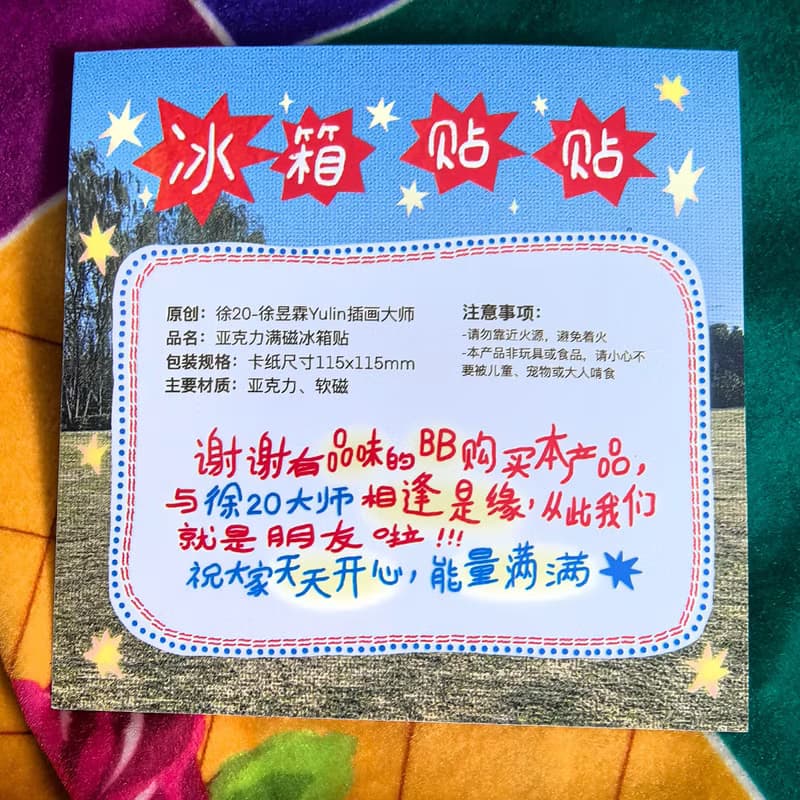 冰箱贴贴
原创：徐20-徐昱霖Yulin插画大师
品名：亚克力满磁冰箱贴
包装规格：卡纸尺寸115x115mm
主要材质：亚克力、软磁
注意事项：
-请勿靠近火源，避免着火
-本产品非玩具或食品，请小心不
要被儿童、宠物或大人啃食
谢谢有品味的BB购买本产品，
与徐20大师相逢是缘，从此我们
就是朋友啦！!!
祝大家天天开心，能量满满